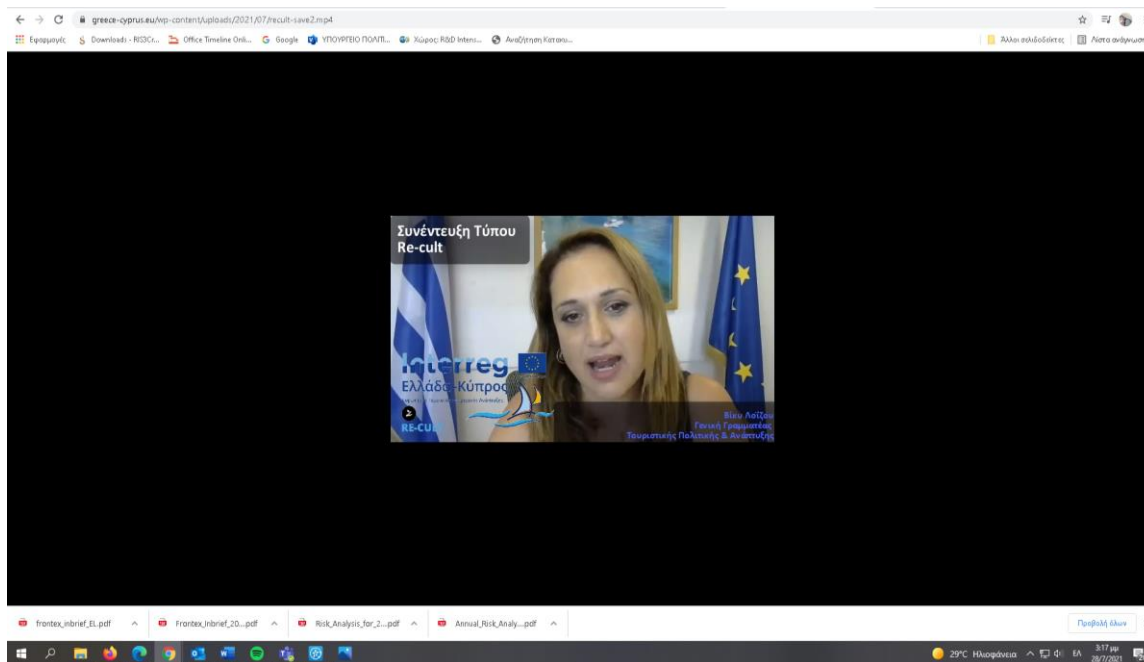 greece-cyprus.eu/wp-content/uploads/2021/07/recult-save2.mp4
Εφαρμογές
Downloads - RIS3Cr...
Office Timeline Onli...
Google
ΥΠΟΥΡΓΕΙΟ ΠΟΛΙΤΙ...
Χώρος: R&D Intens...
Αναζήτηση Καταχω...
Άλλοι σελιδοδείκτες
Λίστα ανάγνωσης
Συνέντευξη Τύπου
Re-cult
Interreg
Ελλάδα-Κύπρος
RE-CUL
Βίκυ Λοΐζου
Γενική Γραμματέας
Τουριστικής Πολιτικής & Ανάπτυξης
frontex_inbrief_EL.pdf
Frontex_Inbrief_20....pdf
Risk_Analysis_for_2....pdf
Annual_Risk_Analy....pdf
Προβολή όλων
29°C Ηλιοφάνεια
ΕΛ
3:17 μμ
28/7/2021